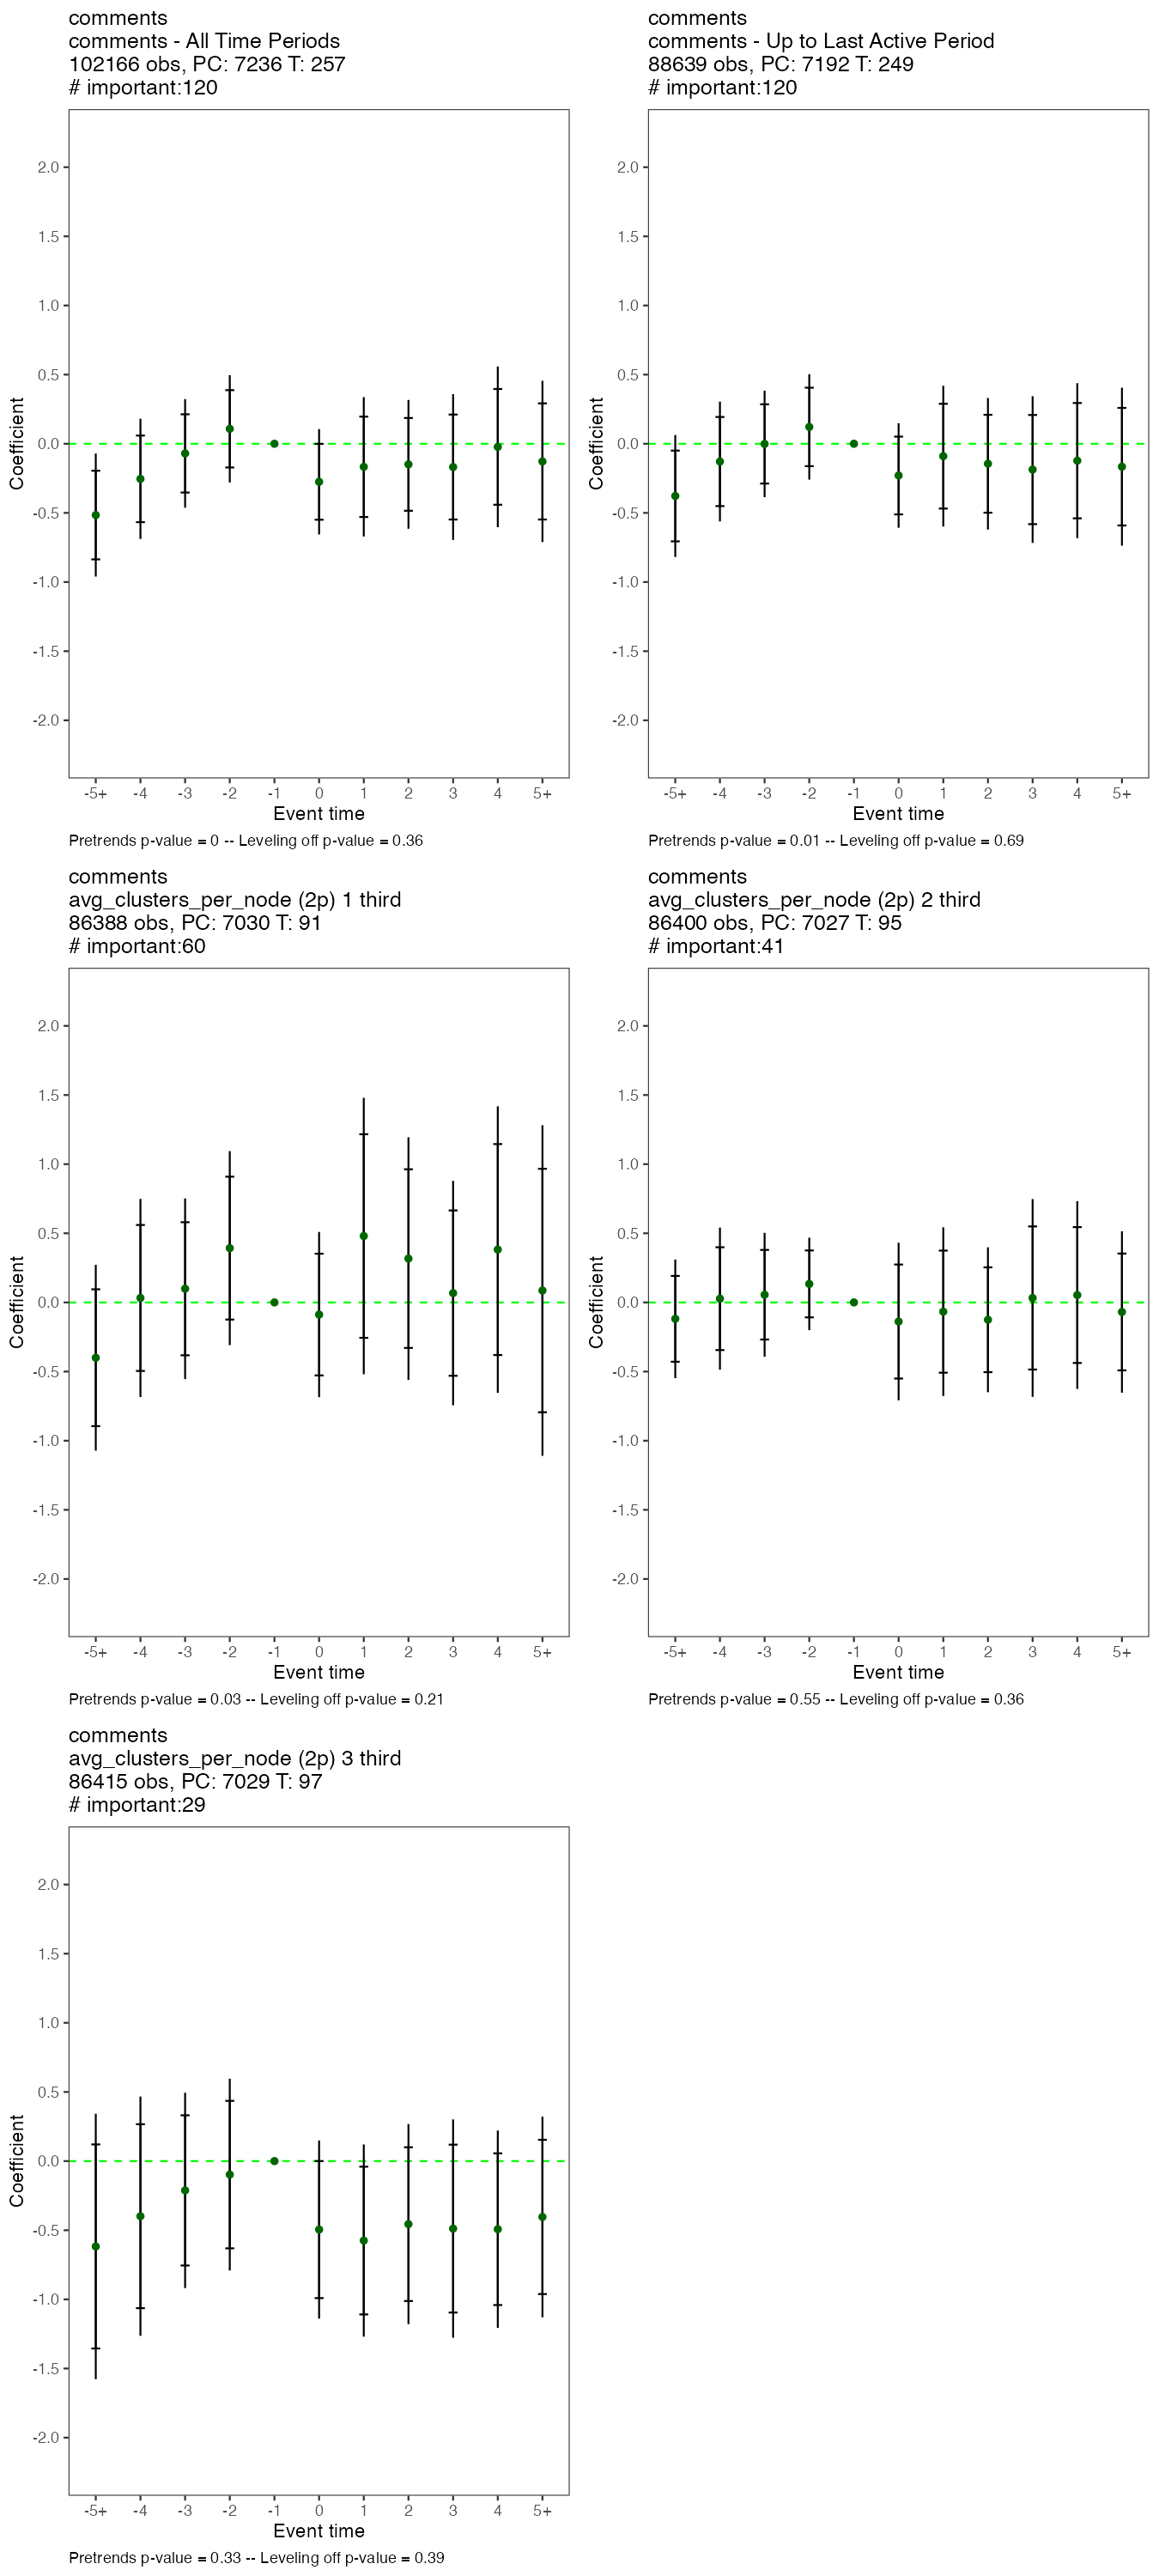 comments
comments - All Time Periods
102166 obs, PC: 7236 T: 257
# important:120
2.0
1.5
1.0
0.5
0.0
-0.5
-1.0
-1.5
-2.0
Coefficient
-5+ -4 -3 -2 -1 0 1 2 3 4 5+
Event time
Pretrends p-value = 0 -- Leveling off p-value = 0.36
comments
comments - Up to Last Active Period
88639 obs, PC: 7192 T: 249
# important:120
2.0
1.5
1.0
0.5
0.0
-0.5
-1.0
-1.5
-2.0
Coefficient
-5+ -4 -3 -2 -1 0 1 2 3 4 5+
Event time
Pretrends p-value = 0.01 -- Leveling off p-value = 0.69
comments
avg_clusters_per_node (2p) 1 third
86388 obs, PC: 7030 T: 91
# important:60
2.0
1.5
1.0
0.5
0.0
-0.5
-1.0
-1.5
-2.0
Coefficient
-5+ -4 -3 -2 -1 0 1 2 3 4 5+
Event time
Pretrends p-value = 0.03 -- Leveling off p-value = 0.21
comments
avg_clusters_per_node (2p) 2 third
86400 obs, PC: 7027 T: 95
# important:41
2.0
1.5
1.0
0.5
0.0
-0.5
-1.0
-1.5
-2.0
Coefficient
-5+ -4 -3 -2 -1 0 1 2 3 4 5+
Event time
Pretrends p-value = 0.55 -- Leveling off p-value = 0.36
comments
avg_clusters_per_node (2p) 3 third
86415 obs, PC: 7029 T: 97
# important:29
2.0
1.5
1.0
0.5
0.0
-0.5
-1.0
-1.5
-2.0
Coefficient
-5+ -4 -3 -2 -1 0 1 2 3 4 5+
Event time
Pretrends p-value = 0.33 -- Leveling off p-value = 0.39